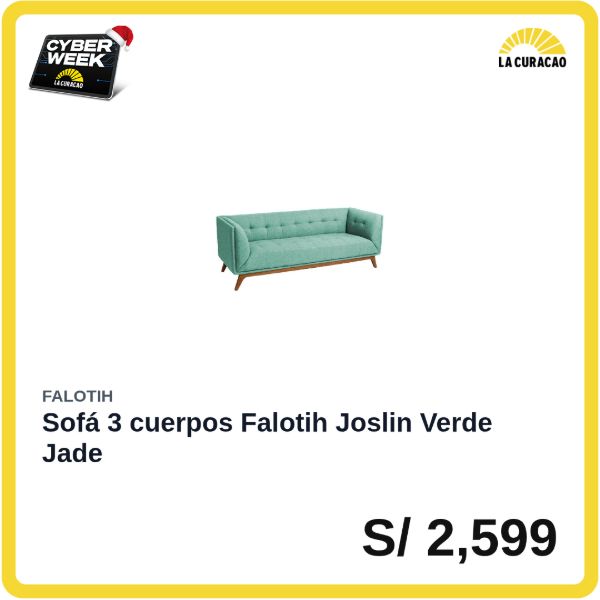 CYBER
WEEK
LA CURACAO
LA CURACAO
FALOTIH
Sofá 3 cuerpos Falotih Joslin Verde
Jade
S/ 2,599